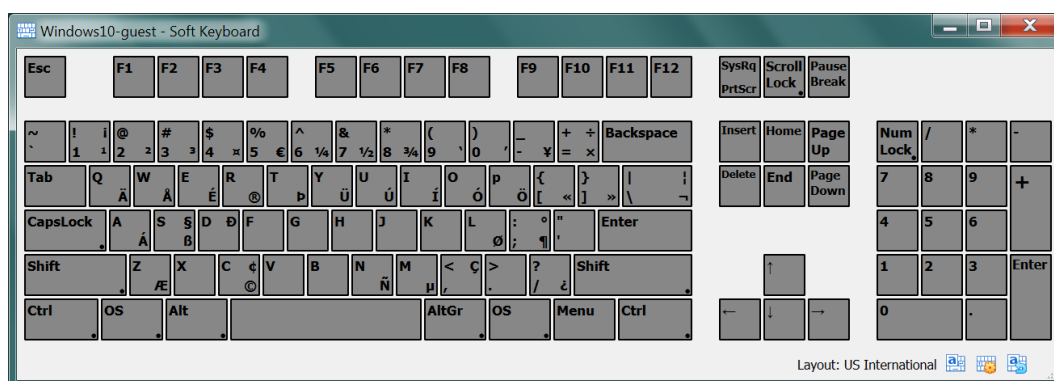 Windows10-guest - Soft Keyboard
Esc F1 F2 F3 F4 F5 F6 F7 F8 F9 F10 F11 F12 SysRq Scroll Pause
PrtScr Lock Break
~ ! ¡ @ # $ % ^ & * ( ) _ + ÷ Backspace Insert Home Page Num / * -
` 1 ¹ 2 ² 3 ³ 4 ¤ 5 € 6 ¼ 7 ½ 8 ¾ 9 ‘ 0 ’ - ¥ = × Up Lock
Tab Q W E R T Y U I O p { } | ¦ Delete End Page 7 8 9 +
Ä Å É ® Þ Ü Ú Í Ó Ö [ « ] » \ ¬ Down
CapsLock A S § D Đ F G H J K L : ° " Enter 4 5 6
Á ß Ø ; ¶ '
Shift Z X C ¢ V B N M < Ç > ? Shift ↑ 1 2 3 Enter
Æ © Ñ µ , . / ¿
Ctrl OS Alt AltGr OS Menu Ctrl ← ↓ → 0 .
Layout: US International